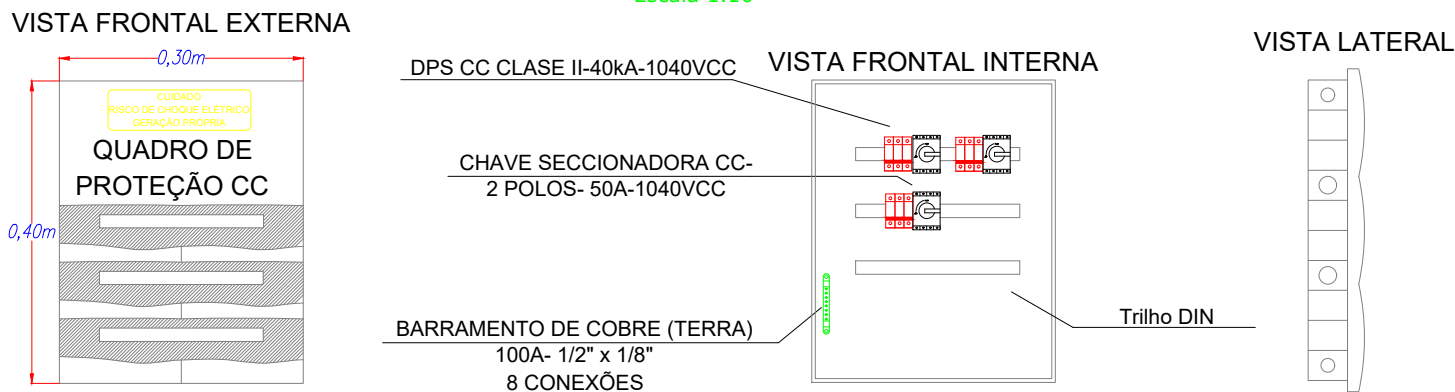 VISTA FRONTAL EXTERNA
0,30m
CUIDADO
RISCO DE CHOQUE ELÉTRICO
GERAÇÃO PROPRIA
QUADRO DE
PROTEÇÃO CC
0,40m
DPS CC CLASE II-40kA-1040VCC
VISTA FRONTAL INTERNA
CHAVE SECCIONADORA CC-
2 POLOS- 50A-1040VCC
BARRAMENTO DE COBRE (TERRA)
100A- 1/2" x 1/8"
8 CONEXÕES
Trilho DIN
VISTA LATERAL